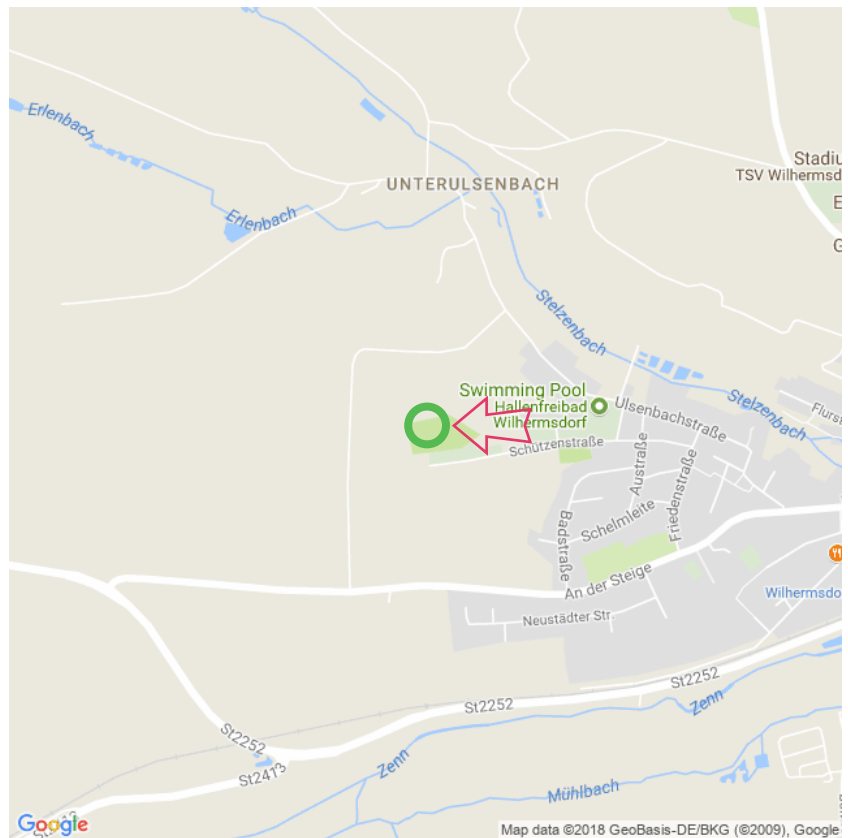 Erlenbach
Stadiu
TSV Wilhermsd
UNTERULSENBACH
E
Erlenbach
G
Stelzenbach
Swimming Pool
Hallenfreibad
Wilhermsdorf
Ulsenbachstraße
Stelzenbach
Flurst
Schützenstraße
Austraße
Friedenstraße
Schelmleite
Badstraße
An der Steige
Wilhermsdo
Neustädter Str.
St2252
St2252
Zenn
St2252
Zenn
St2413
Mühlbach
Google
Map data ©2018 GeoBasis-DE/BKG (©2009), Google